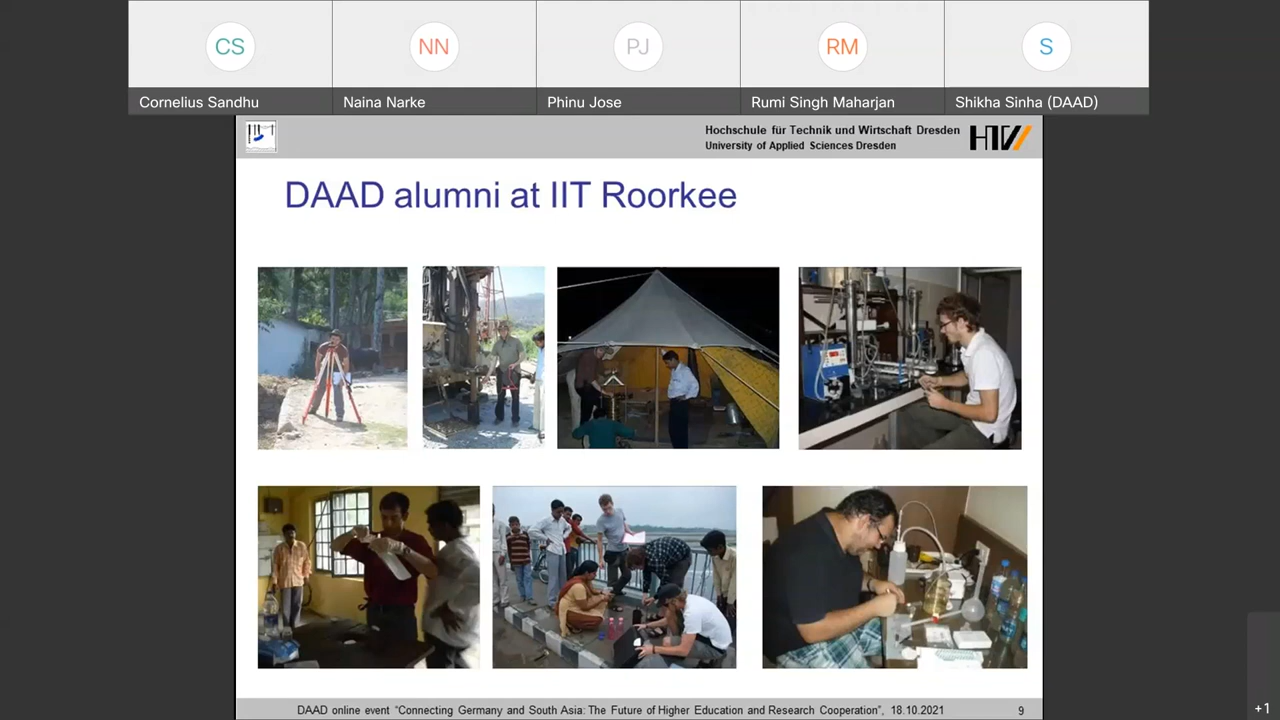 CS
NN
PJ
RM
S
Cornelius Sandhu
Naina Narke
Phinu Jose
Rumi Singh Maharjan
Shikha Sinha (DAAD)
Hochschule für Technik und Wirtschaft Dresden
University of Applied Sciences Dresden
HTW
DAAD alumni at IIT Roorkee
DAAD online event “Connecting Germany and South Asia: The Future of Higher Education and Research Cooperation”, 18.10.2021
9
+1